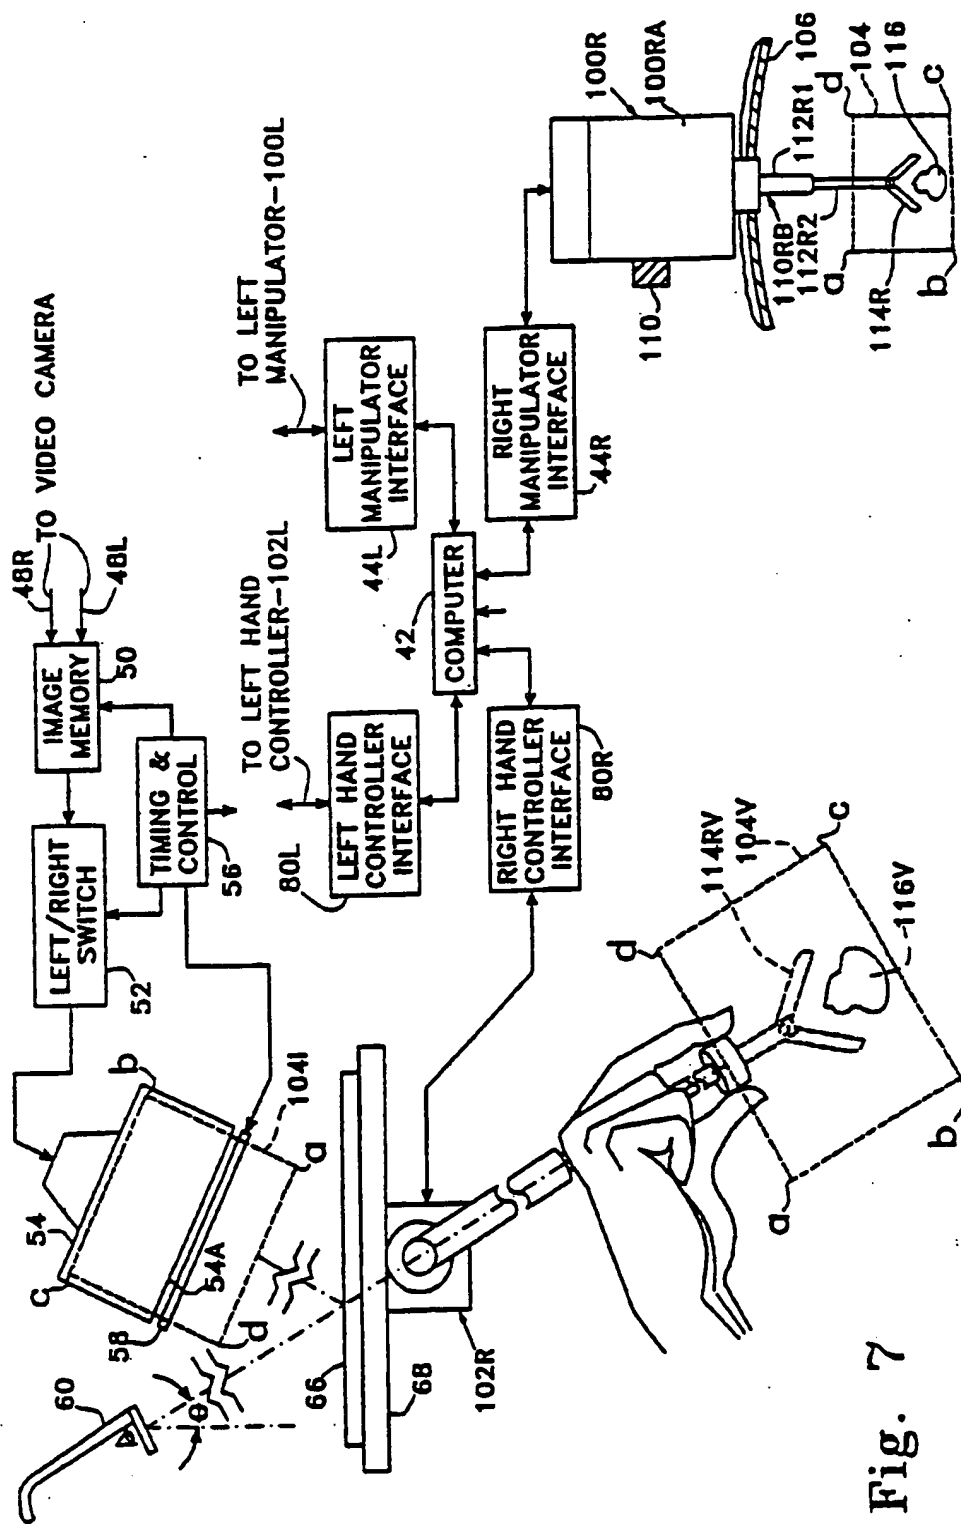 48R
TO VIDEO CAMERA
48L
IMAGE
MEMORY
50
LEFT/RIGHT
SWITCH
52
TIMING &
CONTROL
56
54
c
b
54A
58
d
a
104I
60
θ
66
68
102R
TO LEFT HAND
CONTROLLER-102L
TO LEFT
MANIPULATOR-100L
80L
LEFT HAND
CONTROLLER
INTERFACE
LEFT
MANIPULATOR
INTERFACE
44L
42
COMPUTER
RIGHT HAND
CONTROLLER
INTERFACE
80R
RIGHT
MANIPULATOR
INTERFACE
44R
100R
100RA
110
106
110RB
112R2
112R1
a
d
104
116
114R
b
c
a
d
114RV
104V
116V
b
c
Fig. 7